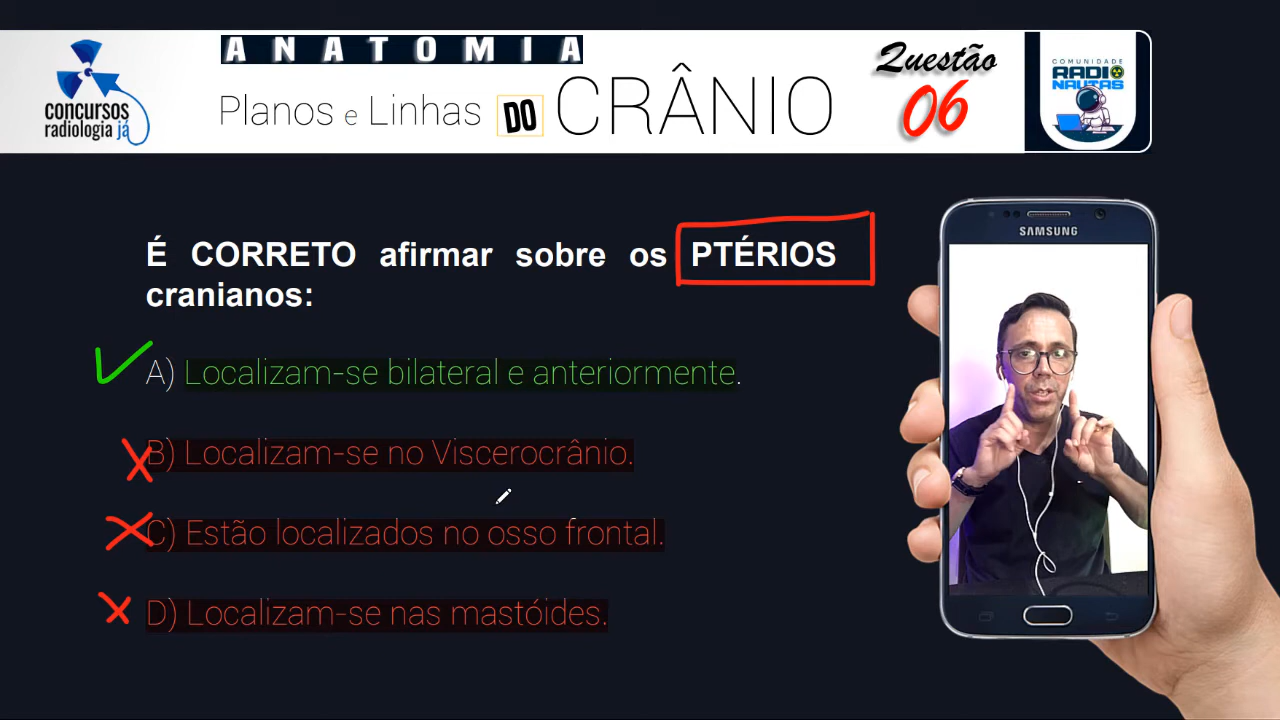 ANATOMIA
Planos e Linhas DO CRÂNIO
Questão
06
concursos
radiologia já
COMUNIDADE
RADIO
NAUTAS
É CORRETO afirmar sobre os PTÉRIOS
cranianos:
A) Localizam-se bilateral e anteriormente.
B) Localizam-se no Viscerocrânio.
C) Estão localizados no osso frontal.
D) Localizam-se nas mastóides.
SAMSUNG